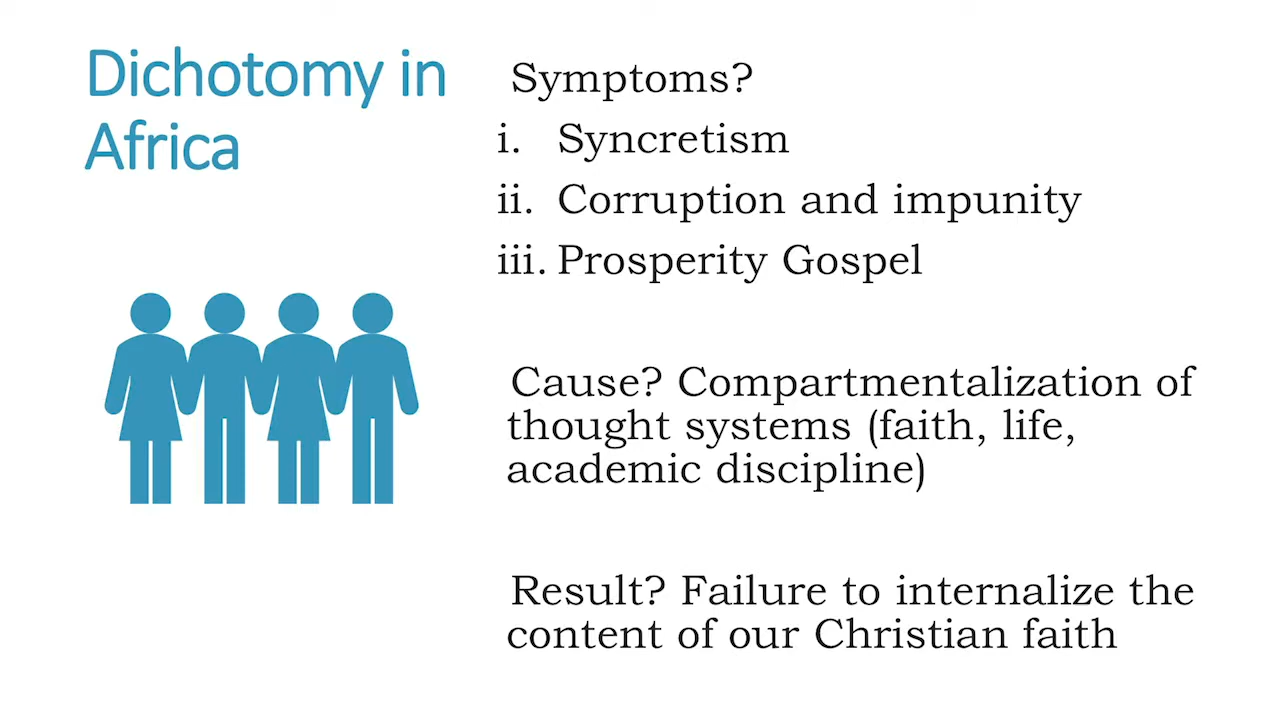 Dichotomy in
Africa
Symptoms?
i. Syncretism
ii. Corruption and impunity
iii. Prosperity Gospel
Cause? Compartmentalization of
thought systems (faith, life,
academic discipline)
Result? Failure to internalize the
content of our Christian faith